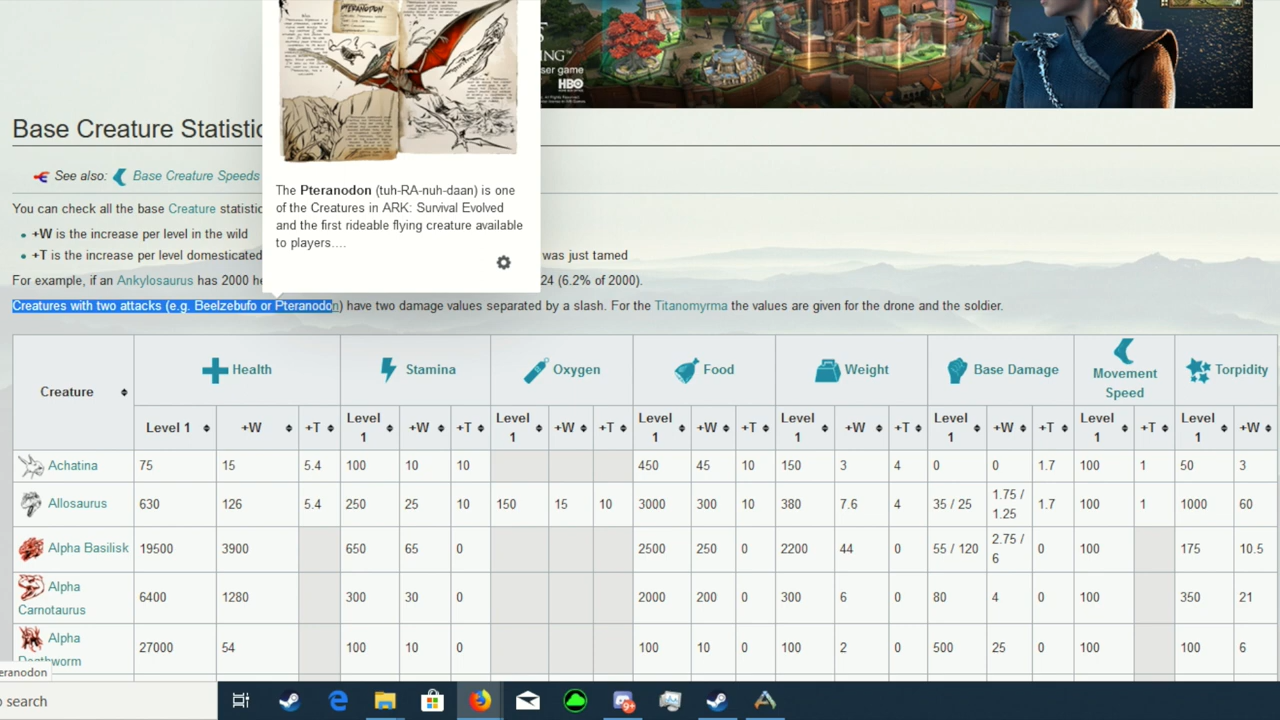 PTERANODON
ING™
ser game
HBO
Base Creature Statistic
See also: Base Creature Speeds
The Pteranodon (tuh-RA-nuh-daan) is one
of the Creatures in ARK: Survival Evolved
and the first rideable flying creature available
to players....
You can check all the base Creature statistic
+W is the increase per level in the wild
+T is the increase per level domesticated was just tamed
For example, if an Ankylosaurus has 2000 he 24 (6.2% of 2000).
Creatures with two attacks (e.g. Beelzebufo or Pteranodon) have two damage values separated by a slash. For the Titanomyrma the values are given for the drone and the soldier.
Creature Health Stamina Oxygen Food Weight Base Damage Movement Speed Torpidity
Level 1 +W +T Level 1 +W +T Level 1 +W +T Level 1 +W +T Level 1 +W +T Level 1 +W +T Level 1 +T Level 1 +W
Achatina 75 15 5.4 100 10 10 450 45 10 150 3 4 0 0 1.7 100 1 50 3
Allosaurus 630 126 5.4 250 25 10 150 15 10 3000 300 10 380 7.6 4 35 / 25 1.75 / 1.25 1.7 100 1 1000 60
Alpha Basilisk 19500 3900 650 65 0 2500 250 0 2200 44 0 55 / 120 2.75 / 6 0 100 175 10.5
Alpha Carnotaurus 6400 1280 300 30 0 2000 200 0 300 6 0 80 4 0 100 350 21
Alpha Deathworm 27000 54 100 10 0 100 10 0 100 2 0 500 25 0 100 100 6
eranodon
o search
9+